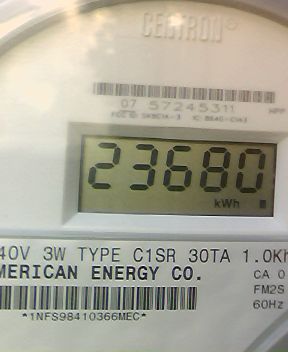 CENTRON®
07 57245311
23680
kWh
40V 3W TYPE C1SR 30TA 1.0Kh
MERICAN ENERGY CO.
CA 0
FM2S
60Hz
*1NFS98410366MEC*